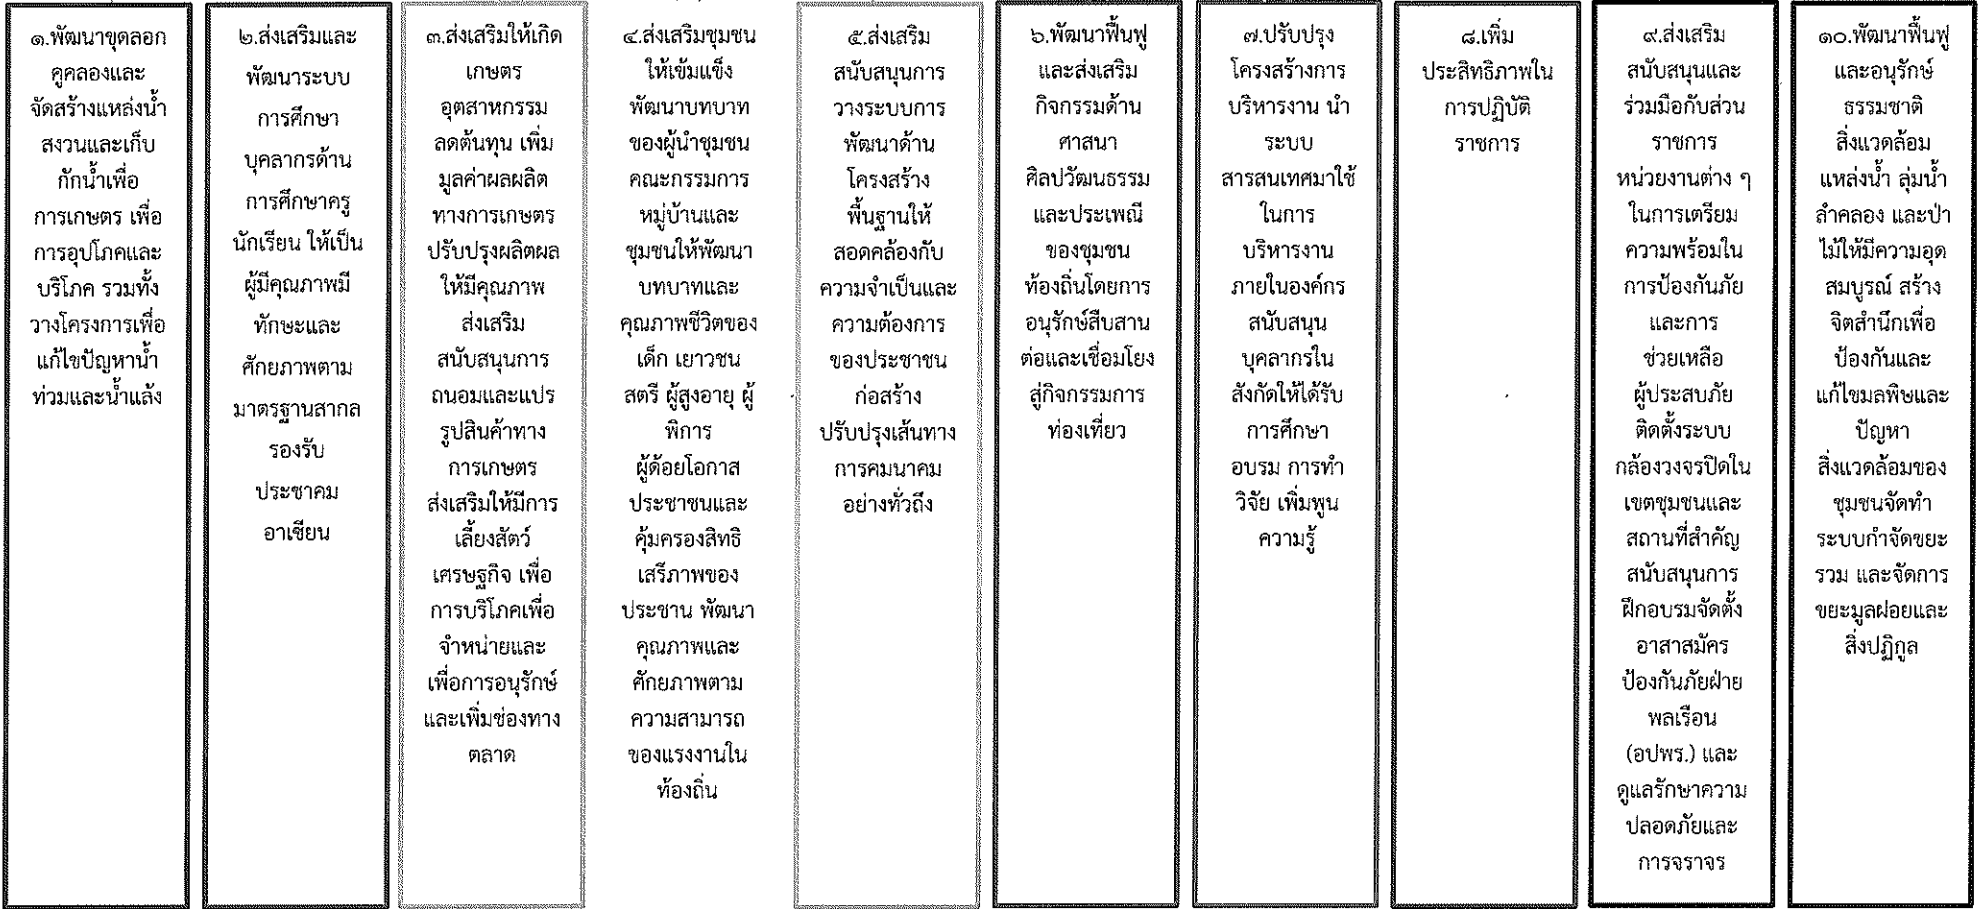 ๑.พัฒนาขุดลอก
คูคลองและ
จัดสร้างแหล่งน้ำ
สงวนและเก็บ
กักน้ำเพื่อ
การเกษตร เพื่อ
การอุปโภคและ
บริโภค รวมทั้ง
วางโครงการเพื่อ
แก้ไขปัญหาน้ำ
ท่วมและน้ำแล้ง
๒.ส่งเสริมและ
พัฒนาระบบ
การศึกษา
บุคลากรด้าน
การศึกษาครู
นักเรียน ให้เป็น
ผู้มีคุณภาพมี
ทักษะและ
ศักยภาพตาม
มาตรฐานสากล
รองรับ
ประชาคม
อาเซียน
๓.ส่งเสริมให้เกิด
เกษตร
อุตสาหกรรม
ลดต้นทุน เพิ่ม
มูลค่าผลผลิต
ทางการเกษตร
ปรับปรุงผลิตผล
ให้มีคุณภาพ
ส่งเสริม
สนับสนุนการ
ถนอมและแปร
รูปสินค้าทาง
การเกษตร
ส่งเสริมให้มีการ
เลี้ยงสัตว์
เศรษฐกิจ เพื่อ
การบริโภคเพื่อ
จำหน่ายและ
เพื่อการอนุรักษ์
และเพิ่มช่องทาง
ตลาด
๔.ส่งเสริมชุมชน
ให้เข้มแข็ง
พัฒนาบทบาท
ของผู้นำชุมชน
คณะกรรมการ
หมู่บ้านและ
ชุมชนให้พัฒนา
บทบาทและ
คุณภาพชีวิตของ
เด็ก เยาวชน
สตรี ผู้สูงอายุ ผู้
พิการ
ผู้ด้อยโอกาส
ประชาชนและ
คุ้มครองสิทธิ
เสรีภาพของ
ประชาน พัฒนา
คุณภาพและ
ศักยภาพตาม
ความสามารถ
ของแรงงานใน
ท้องถิ่น
๕.ส่งเสริม
สนับสนุนการ
วางระบบการ
พัฒนาด้าน
โครงสร้าง
พื้นฐานให้
สอดคล้องกับ
ความจำเป็นและ
ความต้องการ
ของประชาชน
ก่อสร้าง
ปรับปรุงเส้นทาง
การคมนาคม
อย่างทั่วถึง
๖.พัฒนาฟื้นฟู
และส่งเสริม
กิจกรรมด้าน
ศาสนา
ศิลปวัฒนธรรม
และประเพณี
ของชุมชน
ท้องถิ่นโดยการ
อนุรักษ์สืบสาน
ต่อและเชื่อมโยง
สู่กิจกรรมการ
ท่องเที่ยว
๗.ปรับปรุง
โครงสร้างการ
บริหารงาน นำ
ระบบ
สารสนเทศมาใช้
ในการ
บริหารงาน
ภายในองค์กร
สนับสนุน
บุคลากรใน
สังกัดให้ได้รับ
การศึกษา
อบรม การทำ
วิจัย เพิ่มพูน
ความรู้
๘.เพิ่ม
ประสิทธิภาพใน
การปฏิบัติ
ราชการ
๙.ส่งเสริม
สนับสนุนและ
ร่วมมือกับส่วน
ราชการ
หน่วยงานต่าง ๆ
ในการเตรียม
ความพร้อมใน
การป้องกันภัย
และการ
ช่วยเหลือ
ผู้ประสบภัย
ติดตั้งระบบ
กล้องวงจรปิดใน
เขตชุมชนและ
สถานที่สำคัญ
สนับสนุนการ
ฝึกอบรมจัดตั้ง
อาสาสมัคร
ป้องกันภัยฝ่าย
พลเรือน
(อปพร.) และ
ดูแลรักษาความ
ปลอดภัยและ
การจราจร
๑๐.พัฒนาฟื้นฟู
และอนุรักษ์
ธรรมชาติ
สิ่งแวดล้อม
แหล่งน้ำ ลุ่มน้ำ
ลำคลอง และป่า
ไม้ให้มีความอุด
สมบูรณ์ สร้าง
จิตสำนึกเพื่อ
ป้องกันและ
แก้ไขมลพิษและ
ปัญหา
สิ่งแวดล้อมของ
ชุมชนจัดทำ
ระบบกำจัดขยะ
รวม และจัดการ
ขยะมูลฝอยและ
สิ่งปฏิกูล